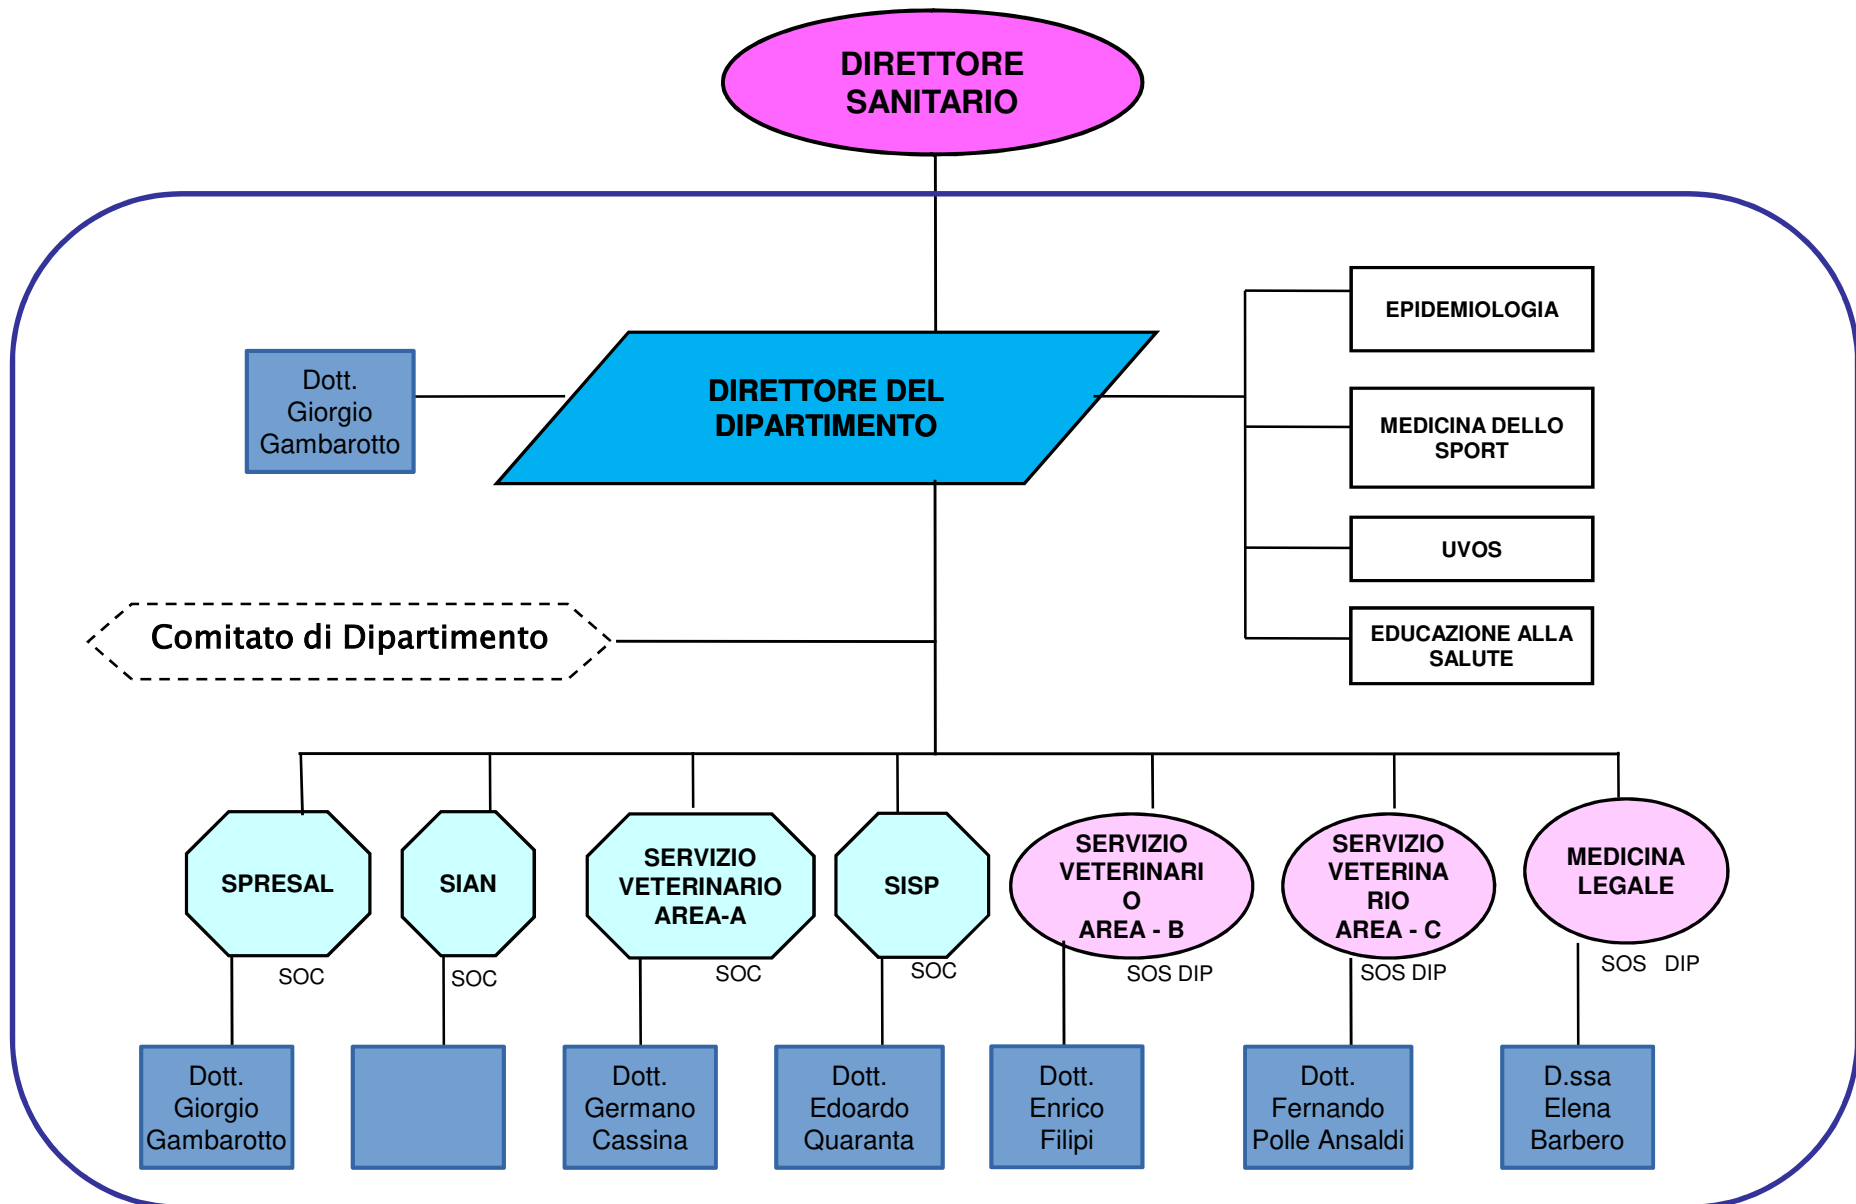 DIRETTORE
SANITARIO
EPIDEMIOLOGIA
Dott.
Giorgio
Gambarotto
DIRETTORE DEL
DIPARTIMENTO
MEDICINA DELLO
SPORT
UVOS
Comitato di Dipartimento
EDUCAZIONE ALLA
SALUTE
SPRESAL
SOC
SIAN
SOC
SERVIZIO
VETERINARIO
AREA-A
SOC
SISP
SOC
SERVIZIO
VETERINARI
O
AREA - B
SOS DIP
SERVIZIO
VETERINA
RIO
AREA - C
SOS DIP
MEDICINA
LEGALE
SOS DIP
Dott.
Giorgio
Gambarotto
Dott.
Germano
Cassina
Dott.
Edoardo
Quaranta
Dott.
Enrico
Filipi
Dott.
Fernando
Polle Ansaldi
D.ssa
Elena
Barbero